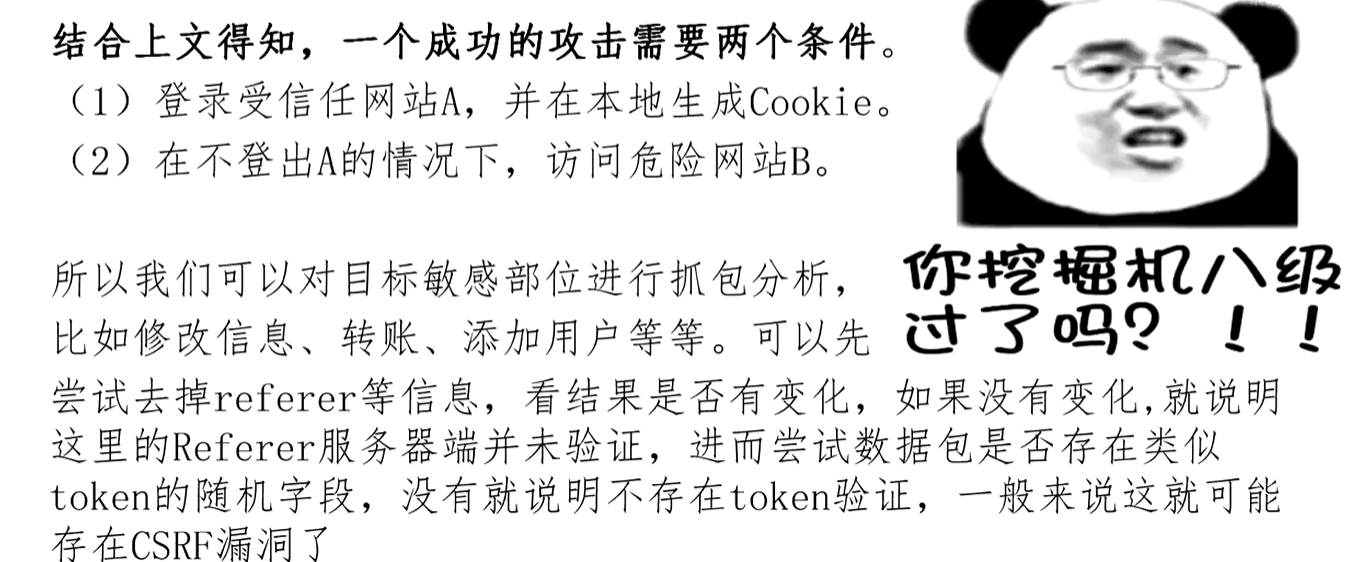 结合上文得知，一个成功的攻击需要两个条件。
（1）登录受信任网站A，并在本地生成Cookie。
（2）在不登出A的情况下，访问危险网站B。
所以我们可以对目标敏感部位进行抓包分析，
比如修改信息、转账、添加用户等等。可以先
尝试去掉referer等信息，看结果是否有变化，如果没有变化,就说明
这里的Referer服务器端并未验证，进而尝试数据包是否存在类似
token的随机字段，没有就说明不存在token验证，一般来说这就可能
存在CSRF漏洞了
你挖掘机八级
过了吗？！！